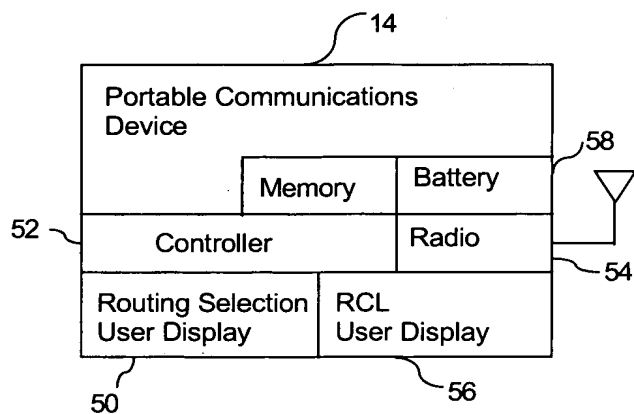 14
Portable Communications
Device
58
Memory
Battery
52
Controller
Radio
54
Routing Selection
User Display
RCL
User Display
50
56